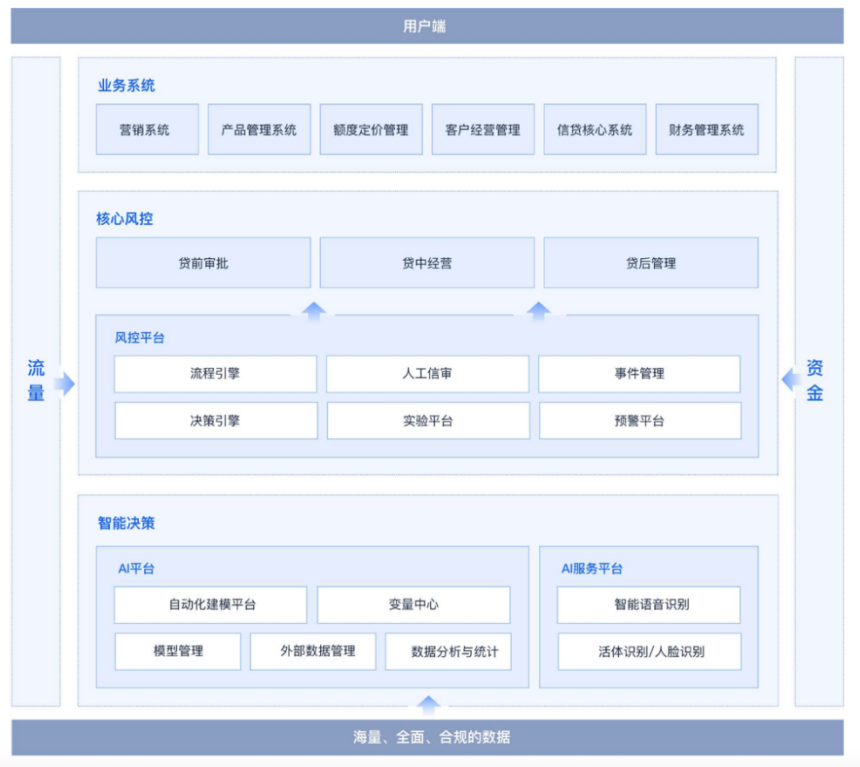 用户端
业务系统
营销系统
产品管理系统
额度定价管理
客户经营管理
信贷核心系统
财务管理系统
核心风控
贷前审批
贷中经营
贷后管理
风控平台
流程引擎
人工信审
事件管理
决策引擎
实验平台
预警平台
流量
资金
智能决策
AI平台
自动化建模平台
变量中心
模型管理
外部数据管理
数据分析与统计
AI服务平台
智能语音识别
活体识别/人脸识别
海量、全面、合规的数据